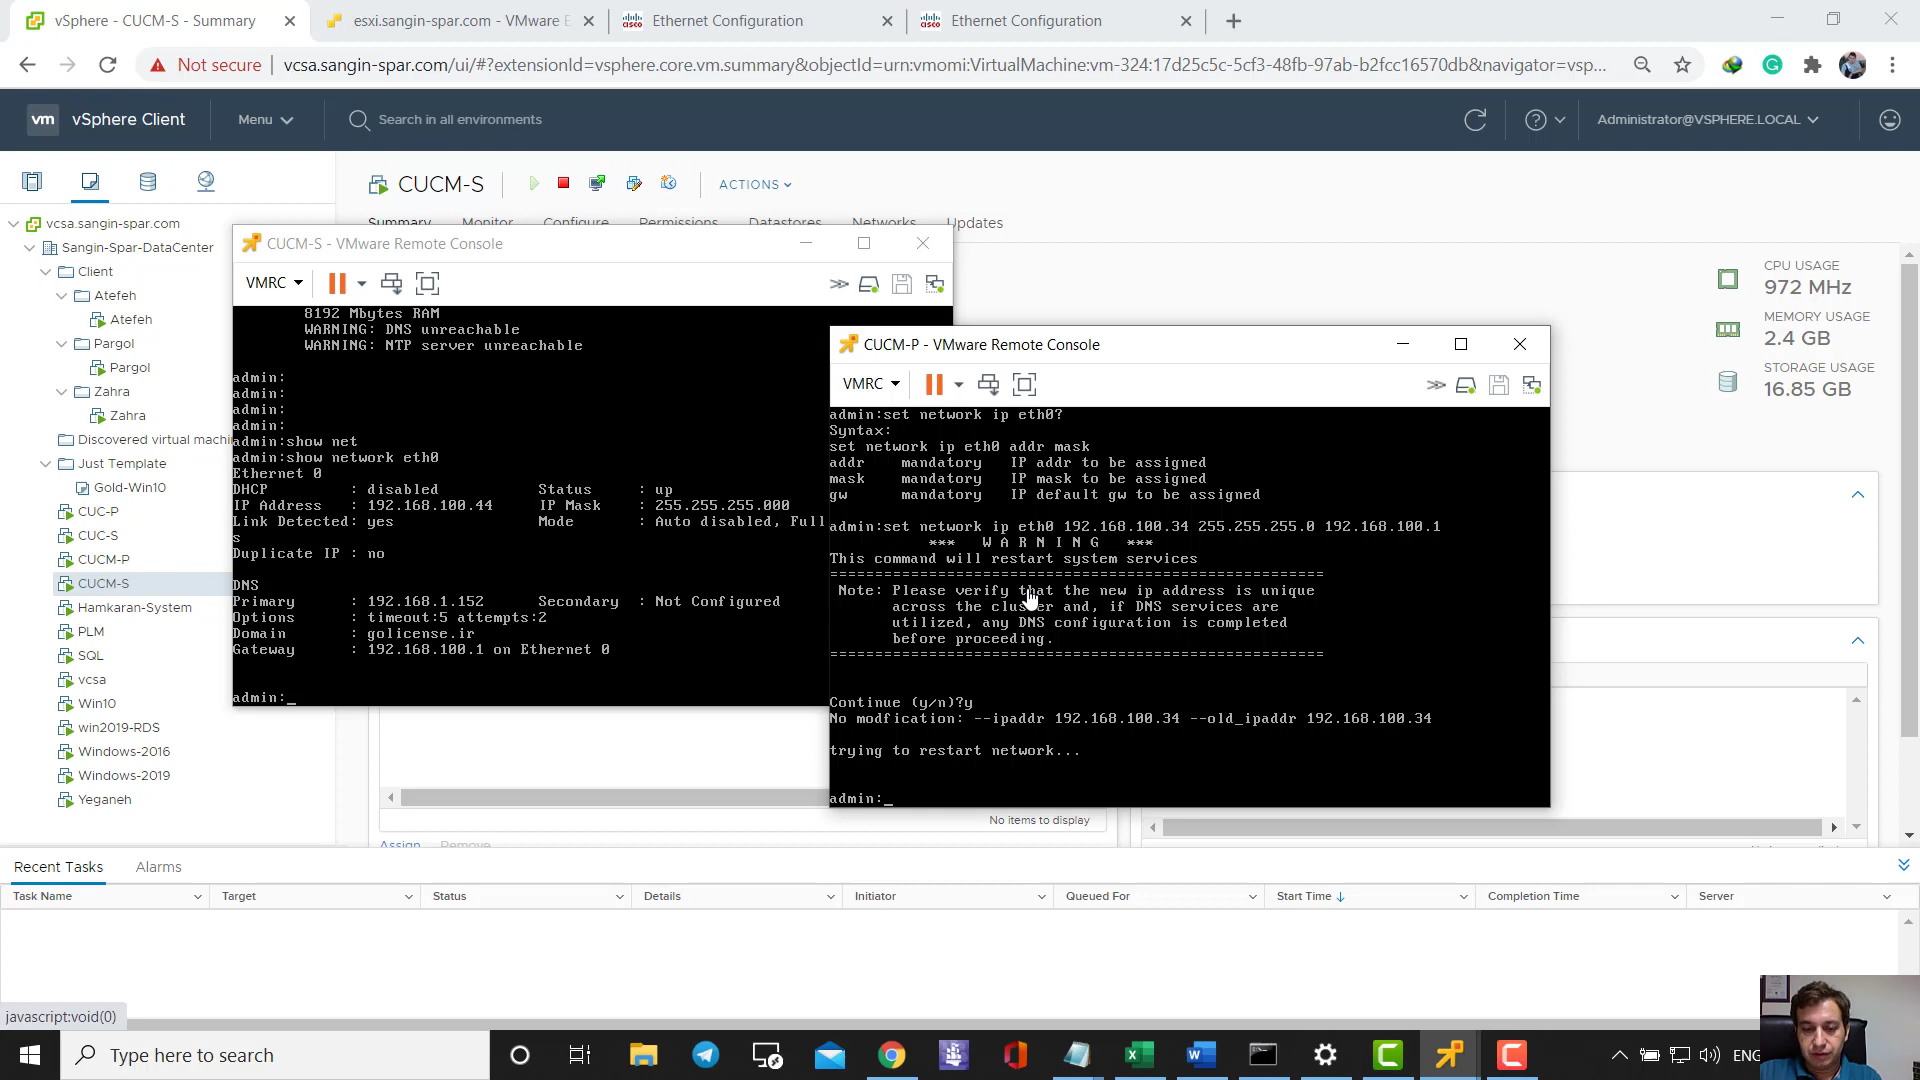 vSphere - CUCM-S - Summary
esxi.sangin-spar.com - VMware E
Ethernet Configuration
Ethernet Configuration
Not secure
vcsa.sangin-spar.com/ui/#?extensionId=vsphere.core.vm.summary&objectId=urn:vmomi:VirtualMachine:vm-324:17d25c5c-5cf3-48fb-97ab-b2fcc16570db&navigator=vsp...
vm vSphere Client
Menu
Search in all environments
Administrator@VSPHERE.LOCAL
CUCM-S
ACTIONS
Summary Monitor Configure Permissions Datastores Networks Updates
vcsa.sangin-spar.com
Sangin-Spar-DataCenter
Client
Atefeh
Atefeh
Pargol
Pargol
Zahra
Zahra
Discovered virtual machi
Just Template
Gold-Win10
CUC-P
CUC-S
CUCM-P
CUCM-S
Hamkaran-System
PLM
SQL
vcsa
Win10
win2019-RDS
Windows-2016
Windows-2019
Yeganeh
CPU USAGE
972 MHz
MEMORY USAGE
2.4 GB
STORAGE USAGE
16.85 GB
CUCM-S - VMware Remote Console
VMRC
8192 Mbytes RAM
WARNING: DNS unreachable
WARNING: NTP server unreachable
admin:
admin:
admin:
admin:
admin:show net
admin:show network eth0
Ethernet 0
DHCP : disabled Status : up
IP Address : 192.168.100.44 IP Mask : 255.255.255.000
Link Detected: yes Mode : Auto disabled, Full
s
Duplicate IP : no
DNS
Primary : 192.168.1.152 Secondary : Not Configured
Options : timeout:5 attempts:2
Domain : golicense.ir
Gateway : 192.168.100.1 on Ethernet 0
admin:_
CUCM-P - VMware Remote Console
VMRC
admin:set network ip eth0?
Syntax:
set network ip eth0 addr mask
addr mandatory IP addr to be assigned
mask mandatory IP mask to be assigned
gw mandatory IP default gw to be assigned
admin:set network ip eth0 192.168.100.34 255.255.255.0 192.168.100.1
*** W A R N I N G ***
This command will restart system services
======================================================
Note: Please verify that the new ip address is unique
across the cluster and, if DNS services are
utilized, any DNS configuration is completed
before proceeding.
======================================================
Continue (y/n)?y
No modfication: --ipaddr 192.168.100.34 --old_ipaddr 192.168.100.34
trying to restart network...
admin:_
No items to display
Assign Remove
Recent Tasks Alarms
Task Name Target Status Details Initiator Queued For Start Time ↓ Completion Time Server
javascript:void(0)
Type here to search
ENG